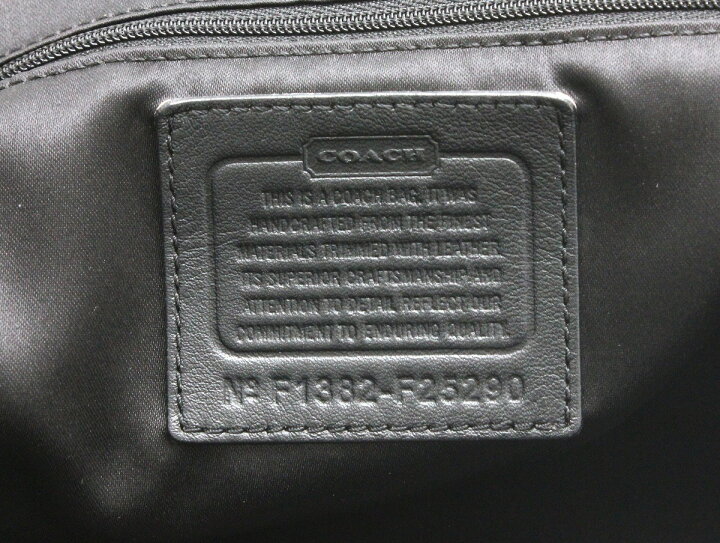 COACH
THIS IS A COACH BAG. IT WAS
HANDCRAFTED FROM THE FINEST
MATERIALS TRIMMED WITH LEATHER.
ITS SUPERIOR CRAFTSMANSHIP AND
ATTENTION TO DETAIL REFLECT OUR
COMMITMENT TO ENDURING QUALITY.
Nº F1382-F25290